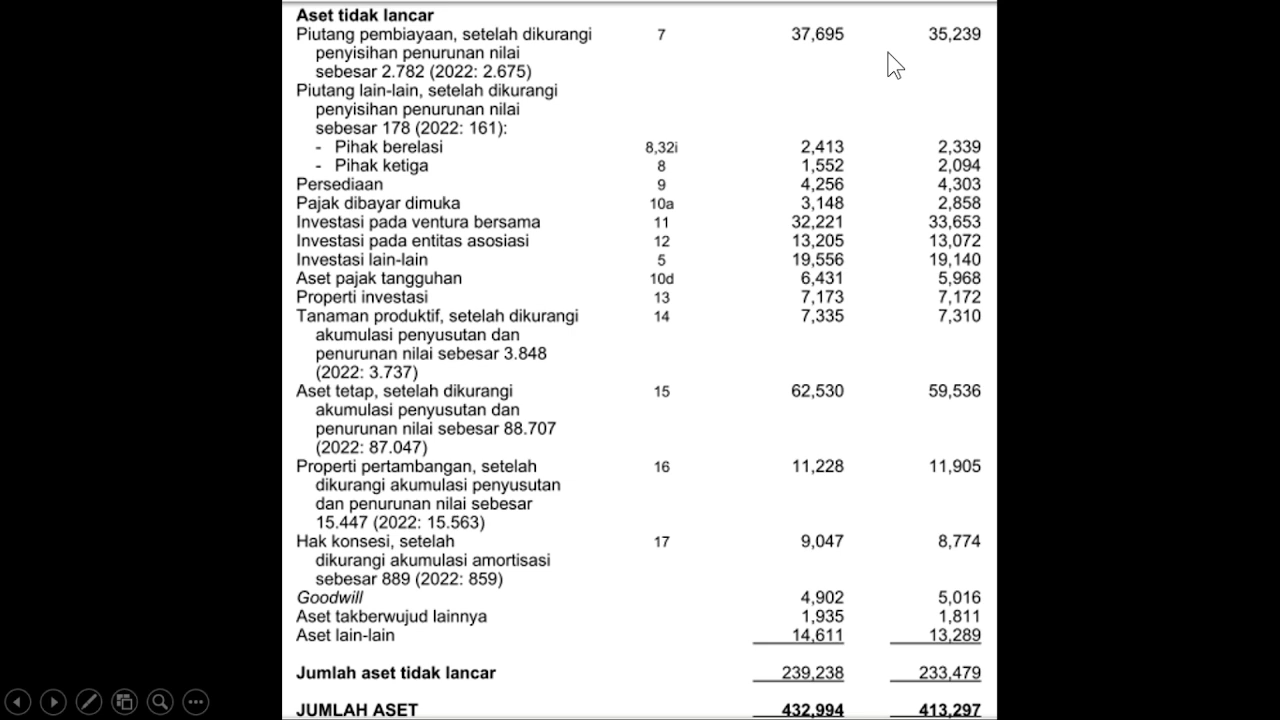 Aset tidak lancar
Piutang pembiayaan, setelah dikurangi 7 37,695 35,239
penyisihan penurunan nilai
sebesar 2.782 (2022: 2.675)
Piutang lain-lain, setelah dikurangi
penyisihan penurunan nilai
sebesar 178 (2022: 161):
- Pihak berelasi 8,32i 2,413 2,339
- Pihak ketiga 8 1,552 2,094
Persediaan 9 4,256 4,303
Pajak dibayar dimuka 10a 3,148 2,858
Investasi pada ventura bersama 11 32,221 33,653
Investasi pada entitas asosiasi 12 13,205 13,072
Investasi lain-lain 5 19,556 19,140
Aset pajak tangguhan 10d 6,431 5,968
Properti investasi 13 7,173 7,172
Tanaman produktif, setelah dikurangi 14 7,335 7,310
akumulasi penyusutan dan
penurunan nilai sebesar 3.848
(2022: 3.737)
Aset tetap, setelah dikurangi 15 62,530 59,536
akumulasi penyusutan dan
penurunan nilai sebesar 88.707
(2022: 87.047)
Properti pertambangan, setelah 16 11,228 11,905
dikurangi akumulasi penyusutan
dan penurunan nilai sebesar
15.447 (2022: 15.563)
Hak konsesi, setelah 17 9,047 8,774
dikurangi akumulasi amortisasi
sebesar 889 (2022: 859)
Goodwill 4,902 5,016
Aset takberwujud lainnya 1,935 1,811
Aset lain-lain 14,611 13,289
Jumlah aset tidak lancar 239,238 233,479
JUMLAH ASET 432,994 413,297